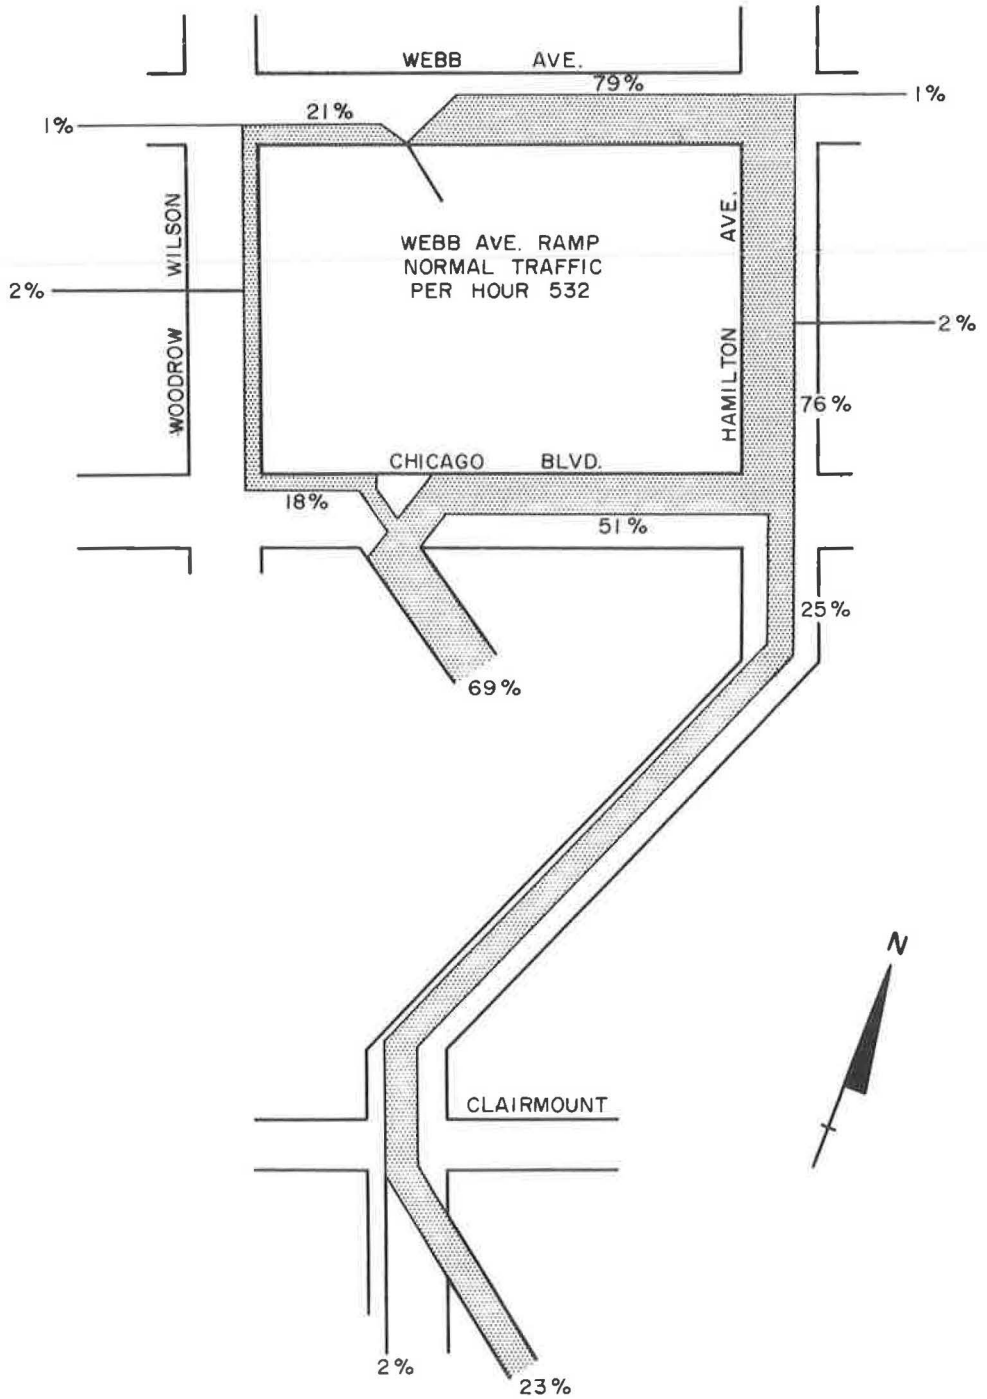 WEBB AVE.
79%
1%
21%
1%
WOODROW WILSON
HAMILTON AVE.
WEBB AVE. RAMP
NORMAL TRAFFIC
PER HOUR 532
2%
2%
76%
CHICAGO BLVD.
18%
51%
25%
69%
N
CLAIRMOUNT
2%
23%